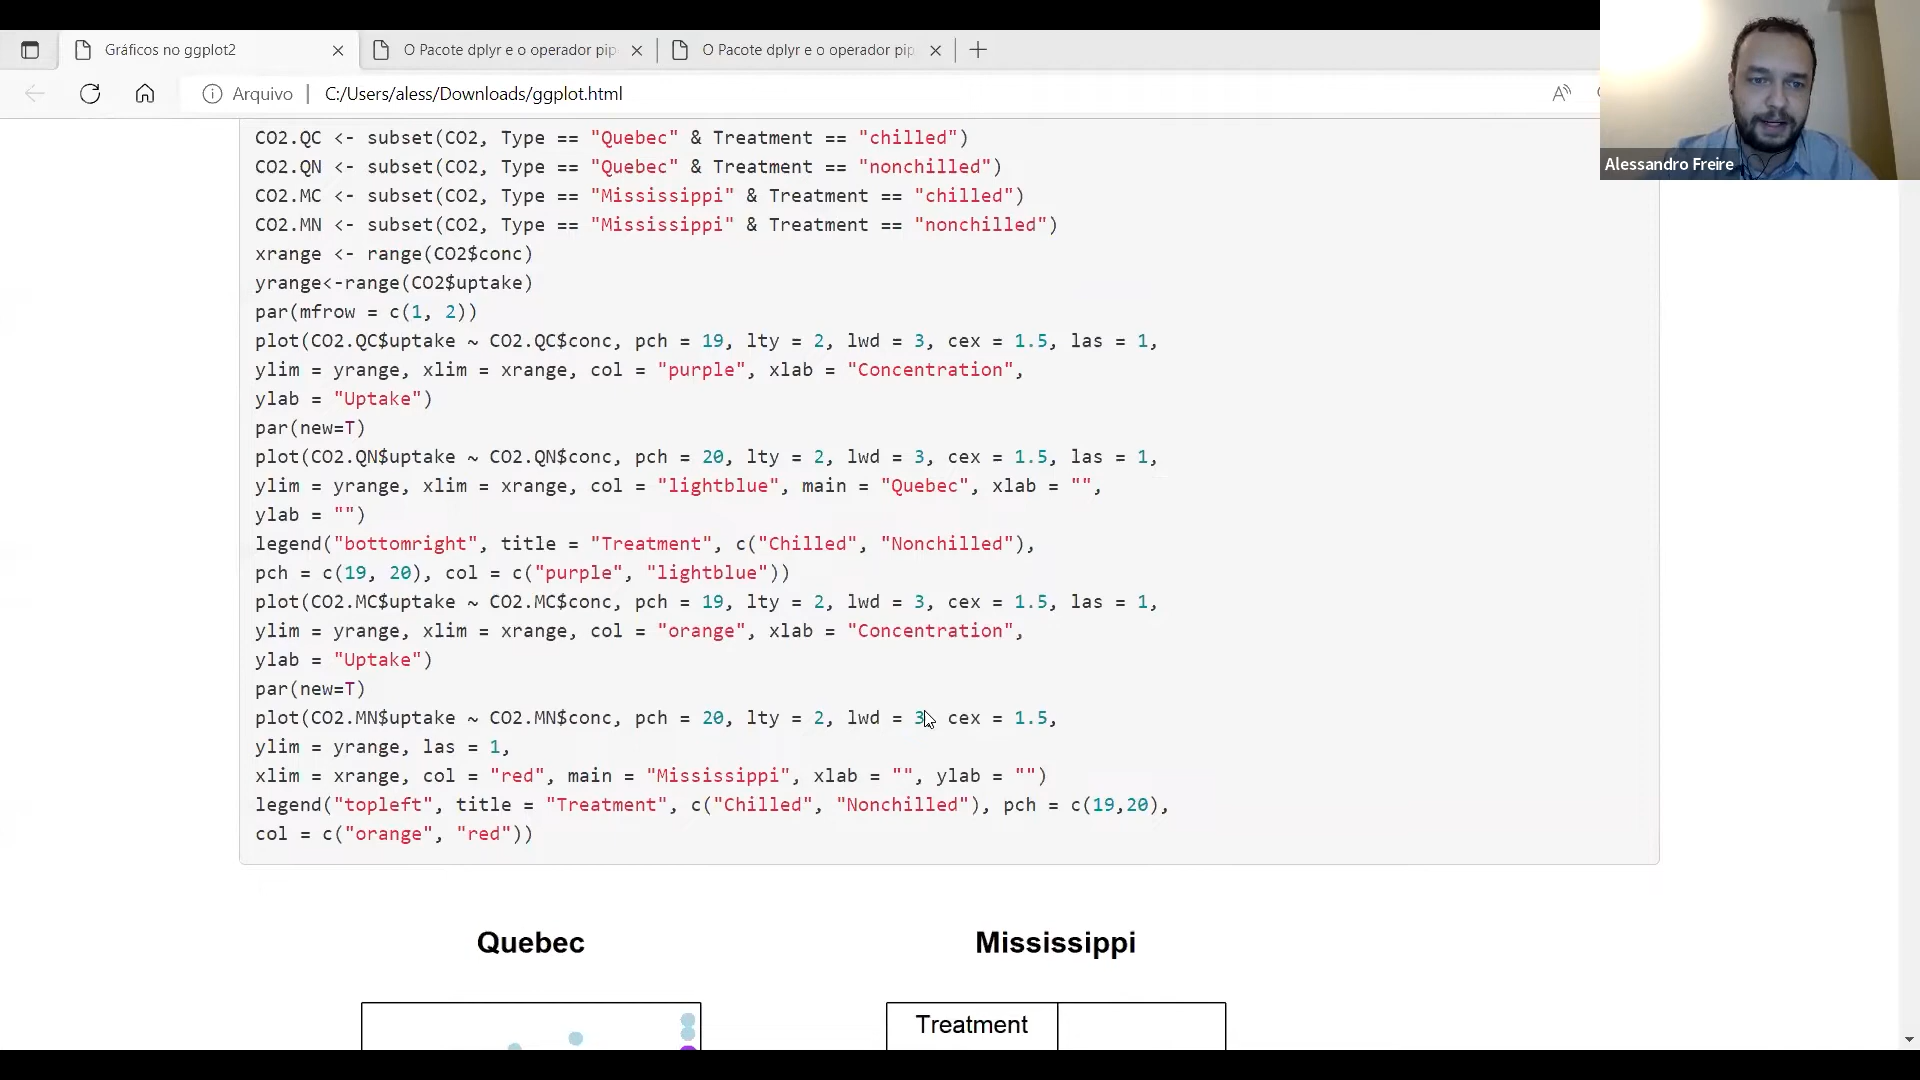 Gráficos no ggplot2
O Pacote dplyr e o operador pip
O Pacote dplyr e o operador pip
Arquivo
C:/Users/aless/Downloads/ggplot.html
Alessandro Freire
CO2.QC <- subset(CO2, Type == "Quebec" & Treatment == "chilled")
CO2.QN <- subset(CO2, Type == "Quebec" & Treatment == "nonchilled")
CO2.MC <- subset(CO2, Type == "Mississippi" & Treatment == "chilled")
CO2.MN <- subset(CO2, Type == "Mississippi" & Treatment == "nonchilled")
xrange <- range(CO2$conc)
yrange<-range(CO2$uptake)
par(mfrow = c(1, 2))
plot(CO2.QC$uptake ~ CO2.QC$conc, pch = 19, lty = 2, lwd = 3, cex = 1.5, las = 1,
ylim = yrange, xlim = xrange, col = "purple", xlab = "Concentration",
ylab = "Uptake")
par(new=T)
plot(CO2.QN$uptake ~ CO2.QN$conc, pch = 20, lty = 2, lwd = 3, cex = 1.5, las = 1,
ylim = yrange, xlim = xrange, col = "lightblue", main = "Quebec", xlab = "",
ylab = "")
legend("bottomright", title = "Treatment", c("Chilled", "Nonchilled"),
pch = c(19, 20), col = c("purple", "lightblue"))
plot(CO2.MC$uptake ~ CO2.MC$conc, pch = 19, lty = 2, lwd = 3, cex = 1.5, las = 1,
ylim = yrange, xlim = xrange, col = "orange", xlab = "Concentration",
ylab = "Uptake")
par(new=T)
plot(CO2.MN$uptake ~ CO2.MN$conc, pch = 20, lty = 2, lwd = 3, cex = 1.5,
ylim = yrange, las = 1,
xlim = xrange, col = "red", main = "Mississippi", xlab = "", ylab = "")
legend("topleft", title = "Treatment", c("Chilled", "Nonchilled"), pch = c(19,20),
col = c("orange", "red"))
Quebec
Mississippi
Treatment